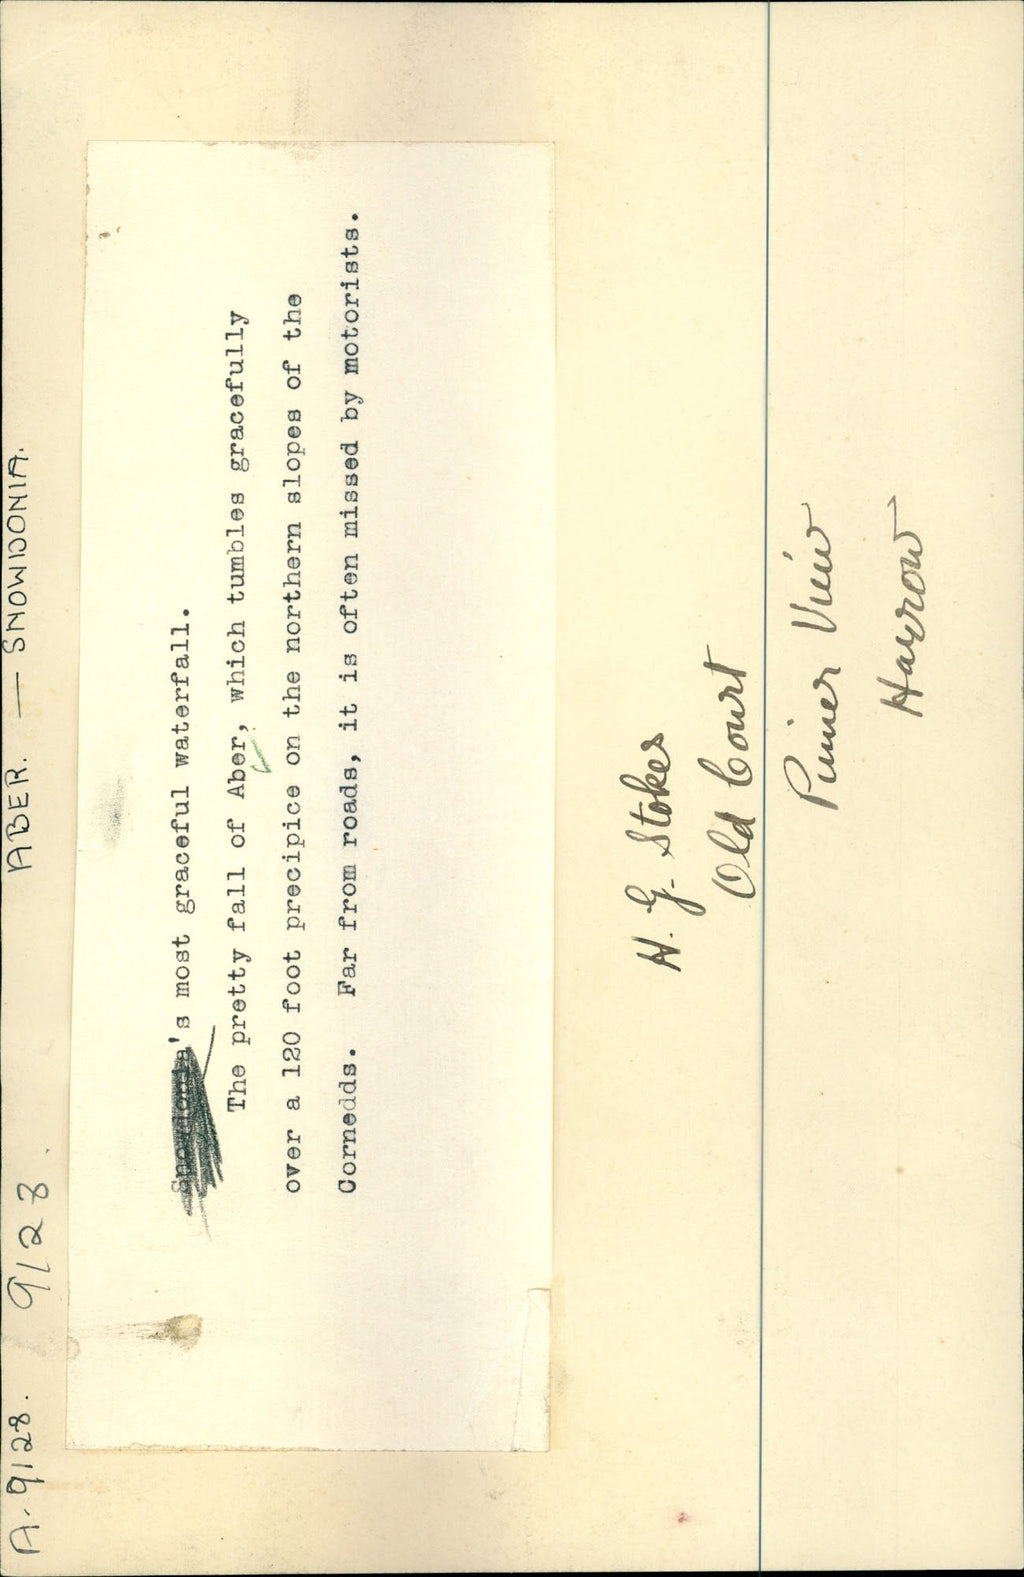 A. 9128. 9128. ABER. — SNOWDONIA.
Snowdonia's most graceful waterfall.
The pretty fall of Aber, which tumbles gracefully
over a 120 foot precipice on the northern slopes of the
Cornedds. Far from roads, it is often missed by motorists.
H. G. Stokes
Old Court
Pinner View
Harrow